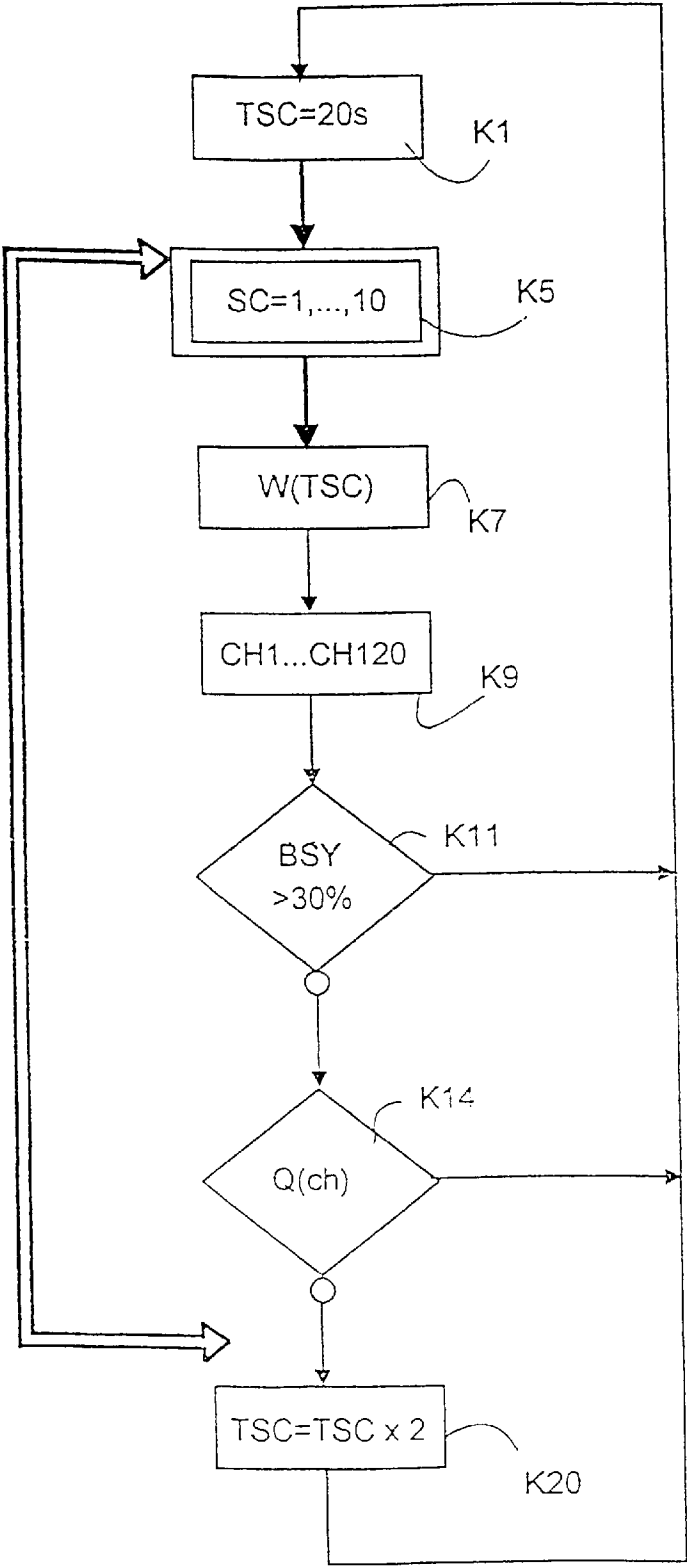 TSC=20s
K1
SC=1,...,10
K5
W(TSC)
K7
CH1...CH120
K9
BSY
>30%
K11
Q(ch)
K14
TSC=TSC x 2
K20